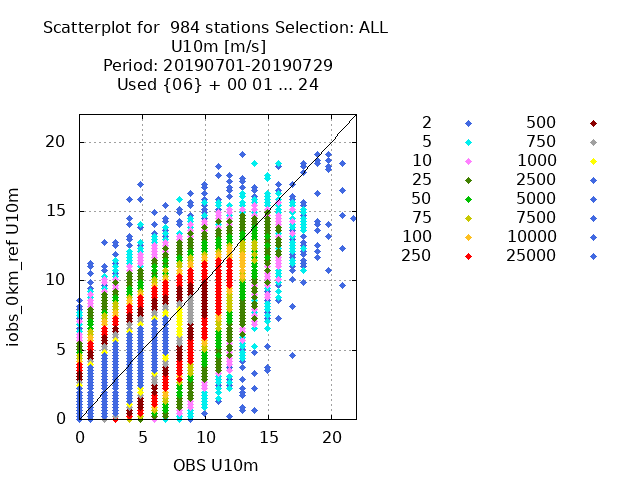 Scatterplot for  984 stations Selection: ALL
U10m [m/s]
Period: 20190701-20190729
Used {06} + 00 01 ... 24
iobs_0km_ref U10m
20
15
10
5
0
0 5 10 15 20
OBS U10m
2 500
5 750
10 1000
25 2500
50 5000
75 7500
100 10000
250 25000